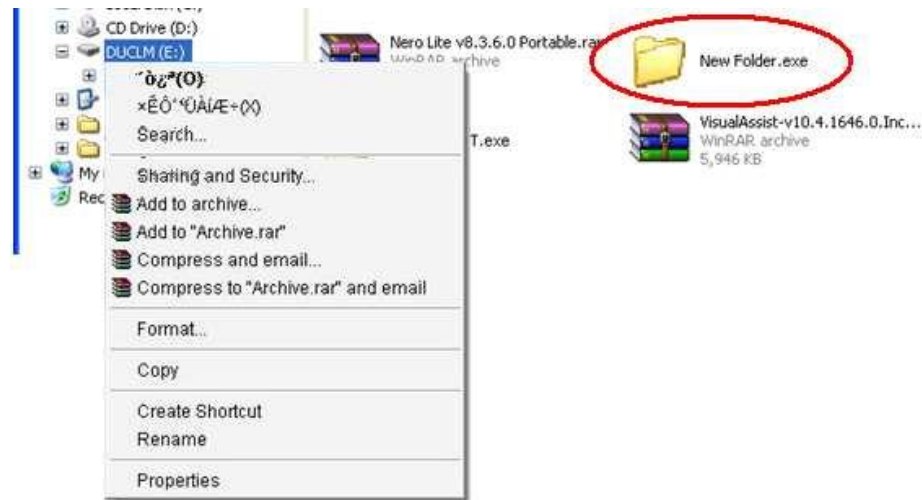 CD Drive (D:)
DUCLM (E:)
My
Rec
Search...
Sharing and Security...
Add to archive...
Add to "Archive.rar"
Compress and email...
Compress to "Archive.rar" and email
Format...
Copy
Create Shortcut
Rename
Properties
Nero Lite v8.3.6.0 Portable.rar
WinRAR archive
T.exe
New Folder.exe
VisualAssist-v10.4.1646.0.Inc...
WinRAR archive
5,946 KB